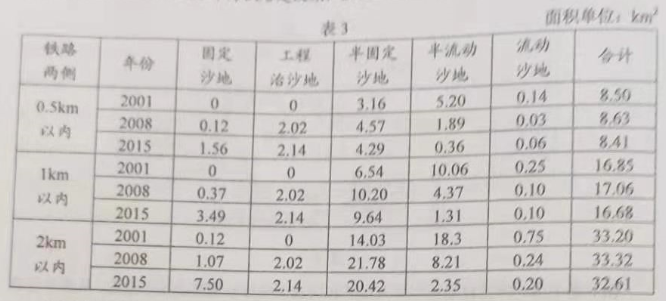 表3
面积单位：km²
铁路两侧 年份 固定沙地 工程治沙地 半固定沙地 半流动沙地 流动沙地 合计
0.5km以内 2001 0 0 3.16 5.20 0.14 8.50
2008 0.12 2.02 4.57 1.89 0.03 8.63
2015 1.56 2.14 4.29 0.36 0.06 8.41
1km以内 2001 0 0 6.54 10.06 0.25 16.85
2008 0.37 2.02 10.20 4.37 0.10 17.06
2015 3.49 2.14 9.64 1.31 0.10 16.68
2km以内 2001 0.12 0 14.03 18.3 0.75 33.20
2008 1.07 2.02 21.78 8.21 0.24 33.32
2015 7.50 2.14 20.42 2.35 0.20 32.61